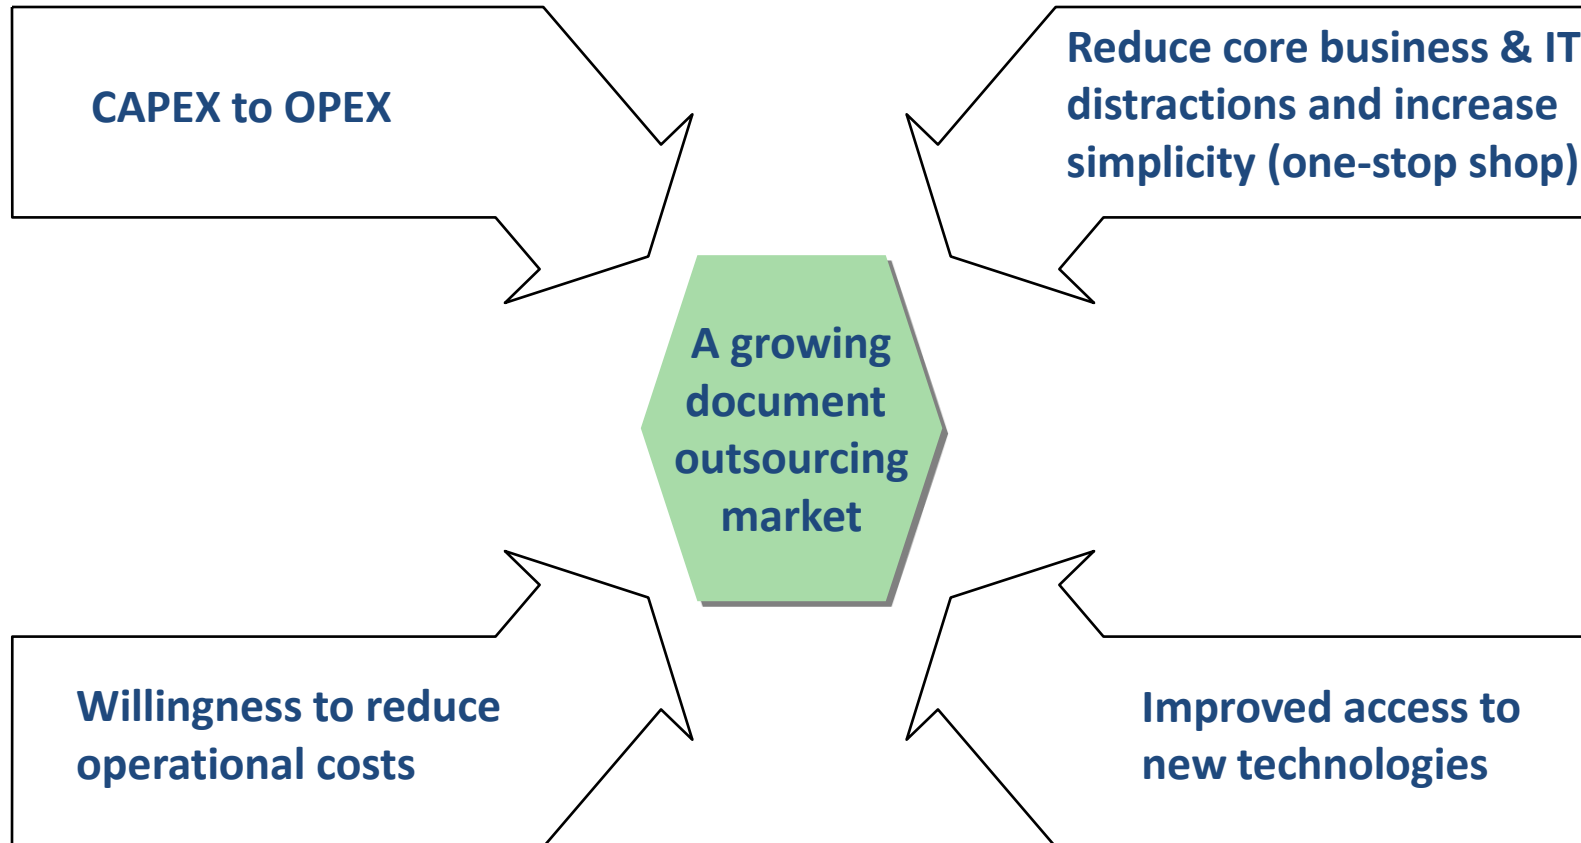 CAPEX to OPEX
Reduce core business & IT
distractions and increase
simplicity (one-stop shop)
A growing
document
outsourcing
market
Willingness to reduce
operational costs
Improved access to
new technologies